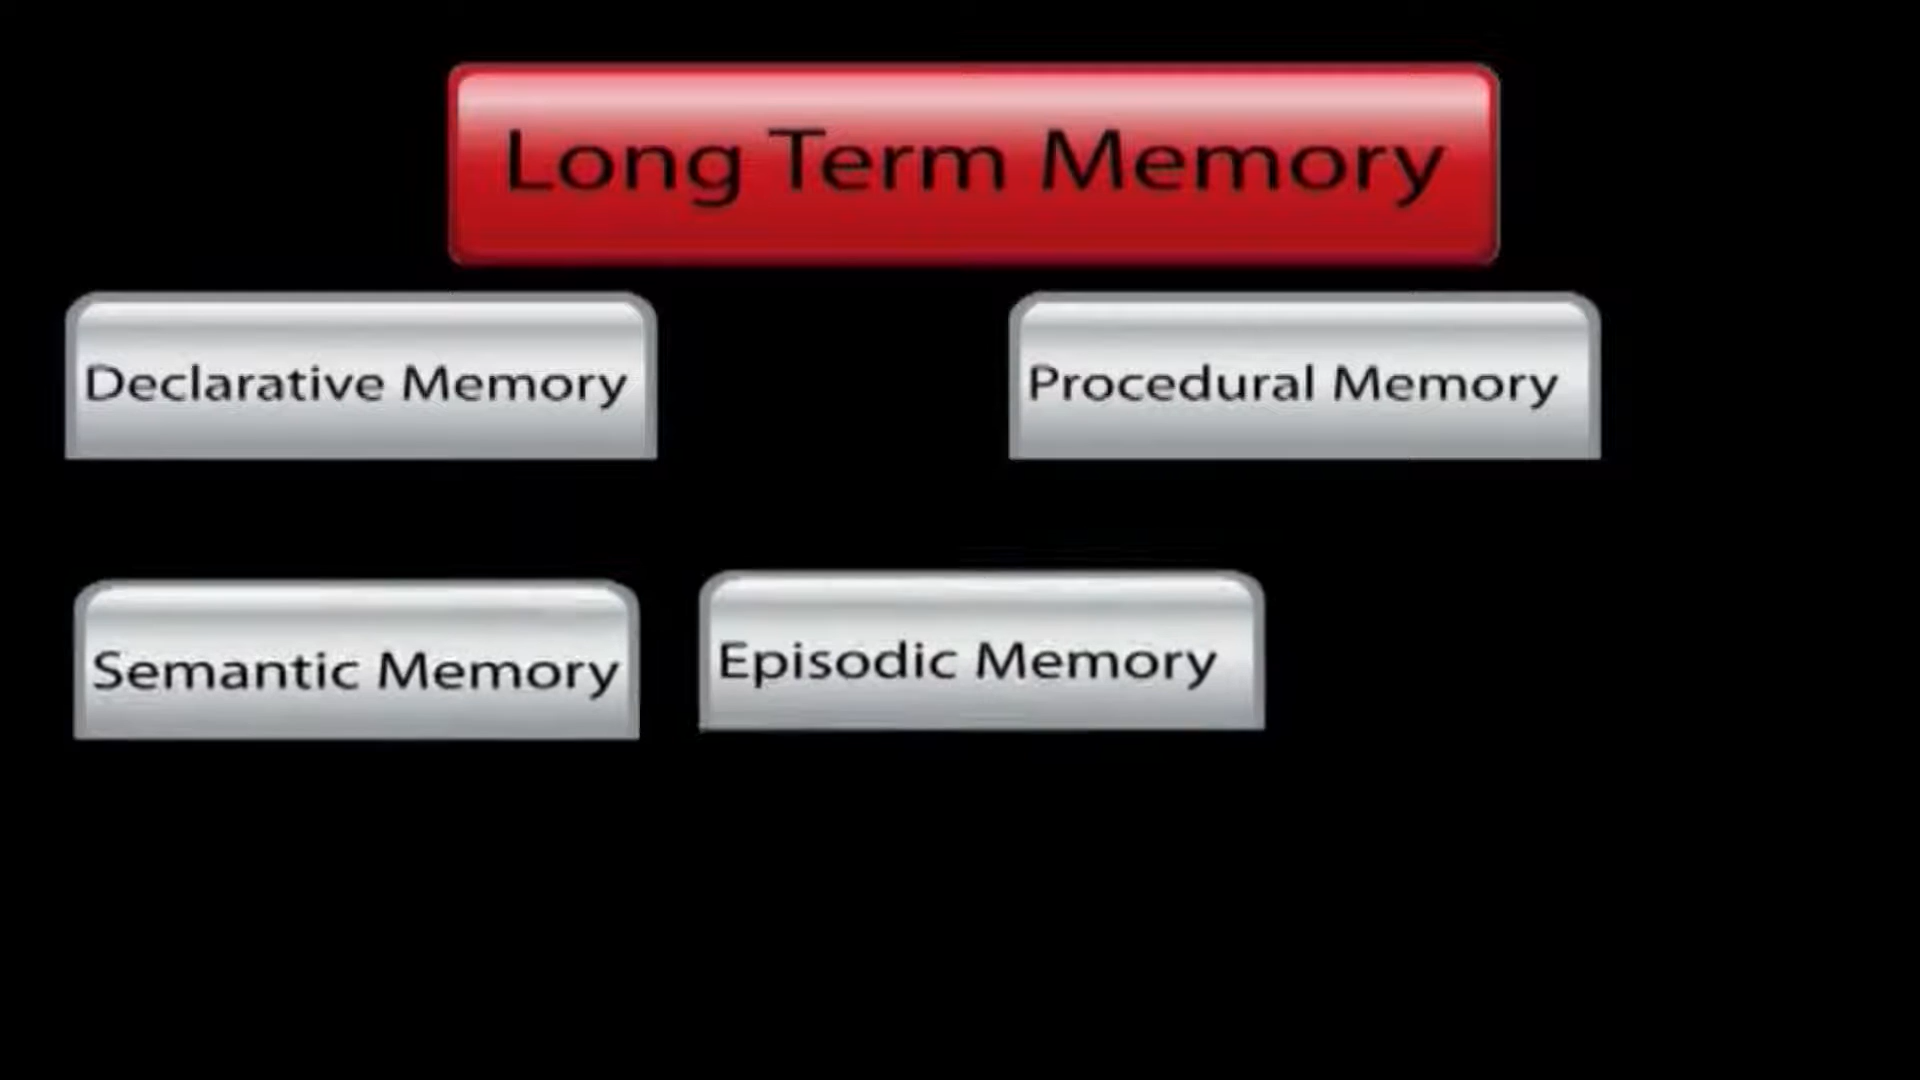 Long Term Memory
Declarative Memory
Procedural Memory
Semantic Memory
Episodic Memory